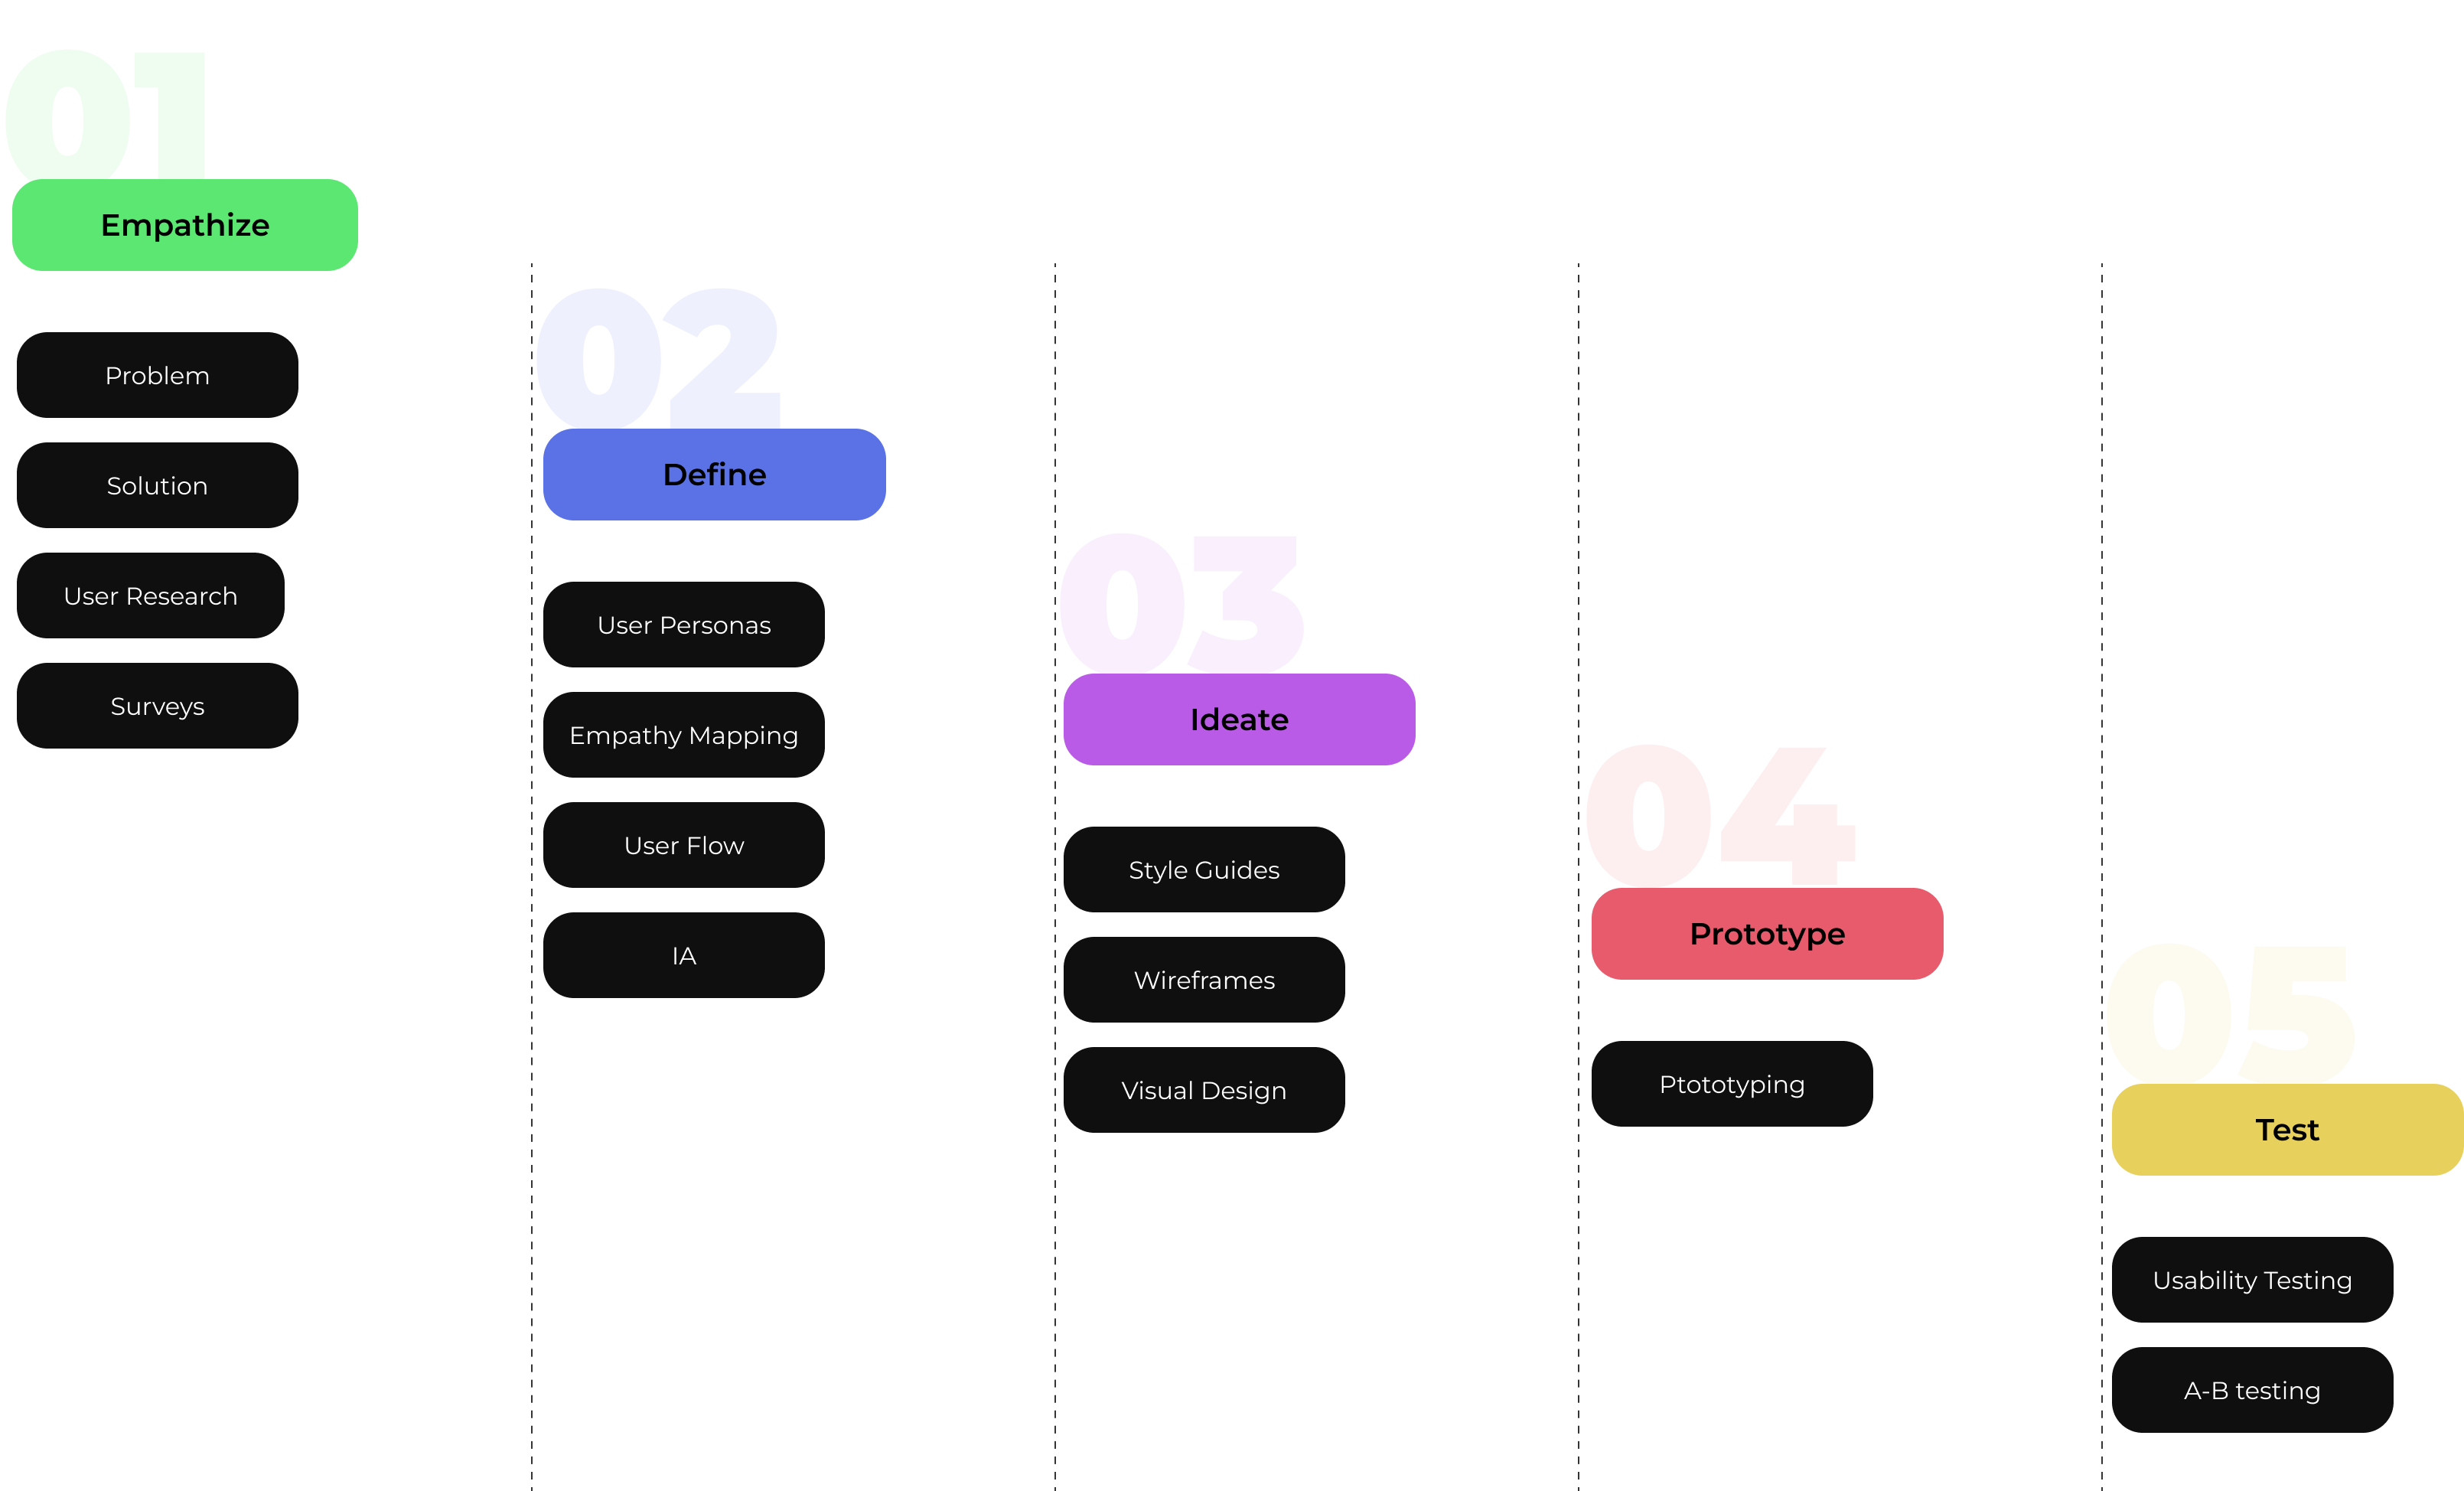 01
Empathize
Problem
Solution
User Research
Surveys
02
Define
User Personas
Empathy Mapping
User Flow
IA
03
Ideate
Style Guides
Wireframes
Visual Design
04
Prototype
Ptototyping
05
Test
Usability Testing
A-B testing